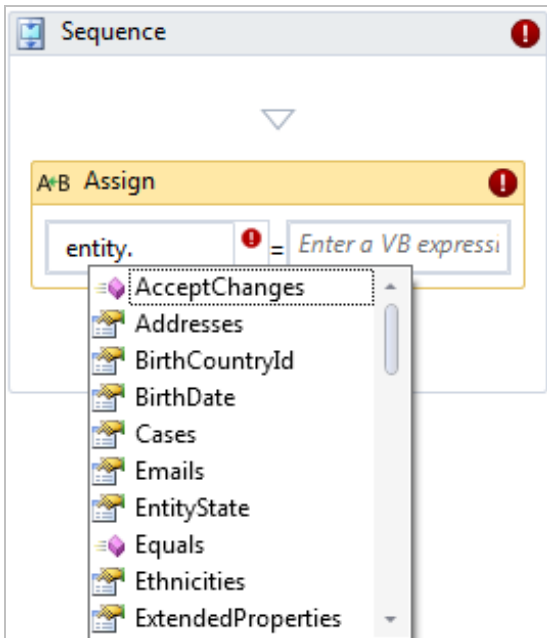 Sequence
A+B Assign
entity. = Enter a VB expressi
AcceptChanges
Addresses
BirthCountryId
BirthDate
Cases
Emails
EntityState
Equals
Ethnicities
ExtendedProperties